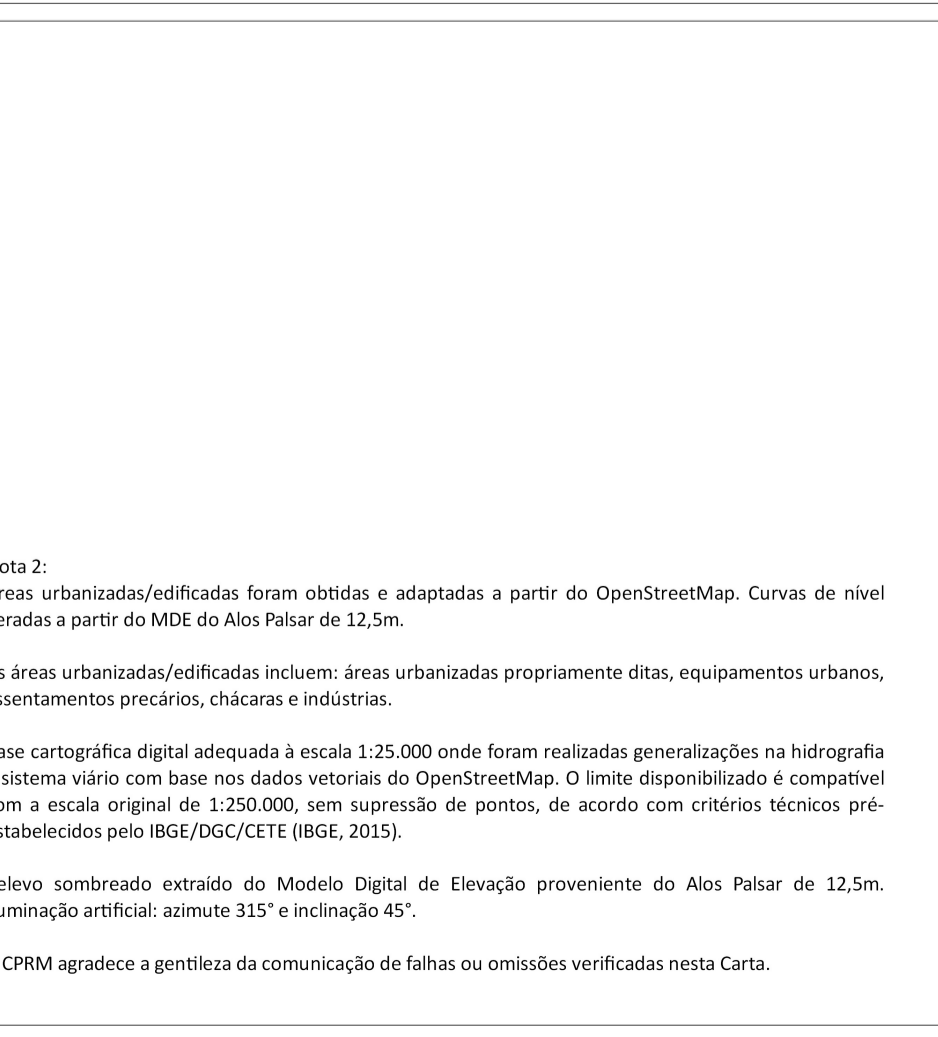 ota 2:
reas urbanizadas/edificadas foram obtidas e adaptadas a partir do OpenStreetMap. Curvas de nível
eradas a partir do MDE do Alos Palsar de 12,5m.
s áreas urbanizadas/edificadas incluem: áreas urbanizadas propriamente ditas, equipamentos urbanos,
ssentamentos precários, chácaras e indústrias.
ase cartográfica digital adequada à escala 1:25.000 onde foram realizadas generalizações na hidrografia
sistema viário com base nos dados vetoriais do OpenStreetMap. O limite disponibilizado é compatível
om a escala original de 1:250.000, sem supressão de pontos, de acordo com critérios técnicos pré-
stabelecidos pelo IBGE/DGC/CETE (IBGE, 2015).
elevo sombreado extraído do Modelo Digital de Elevação proveniente do Alos Palsar de 12,5m.
uminação artificial: azimute 315° e inclinação 45°.
CPRM agradece a gentileza da comunicação de falhas ou omissões verificadas nesta Carta.